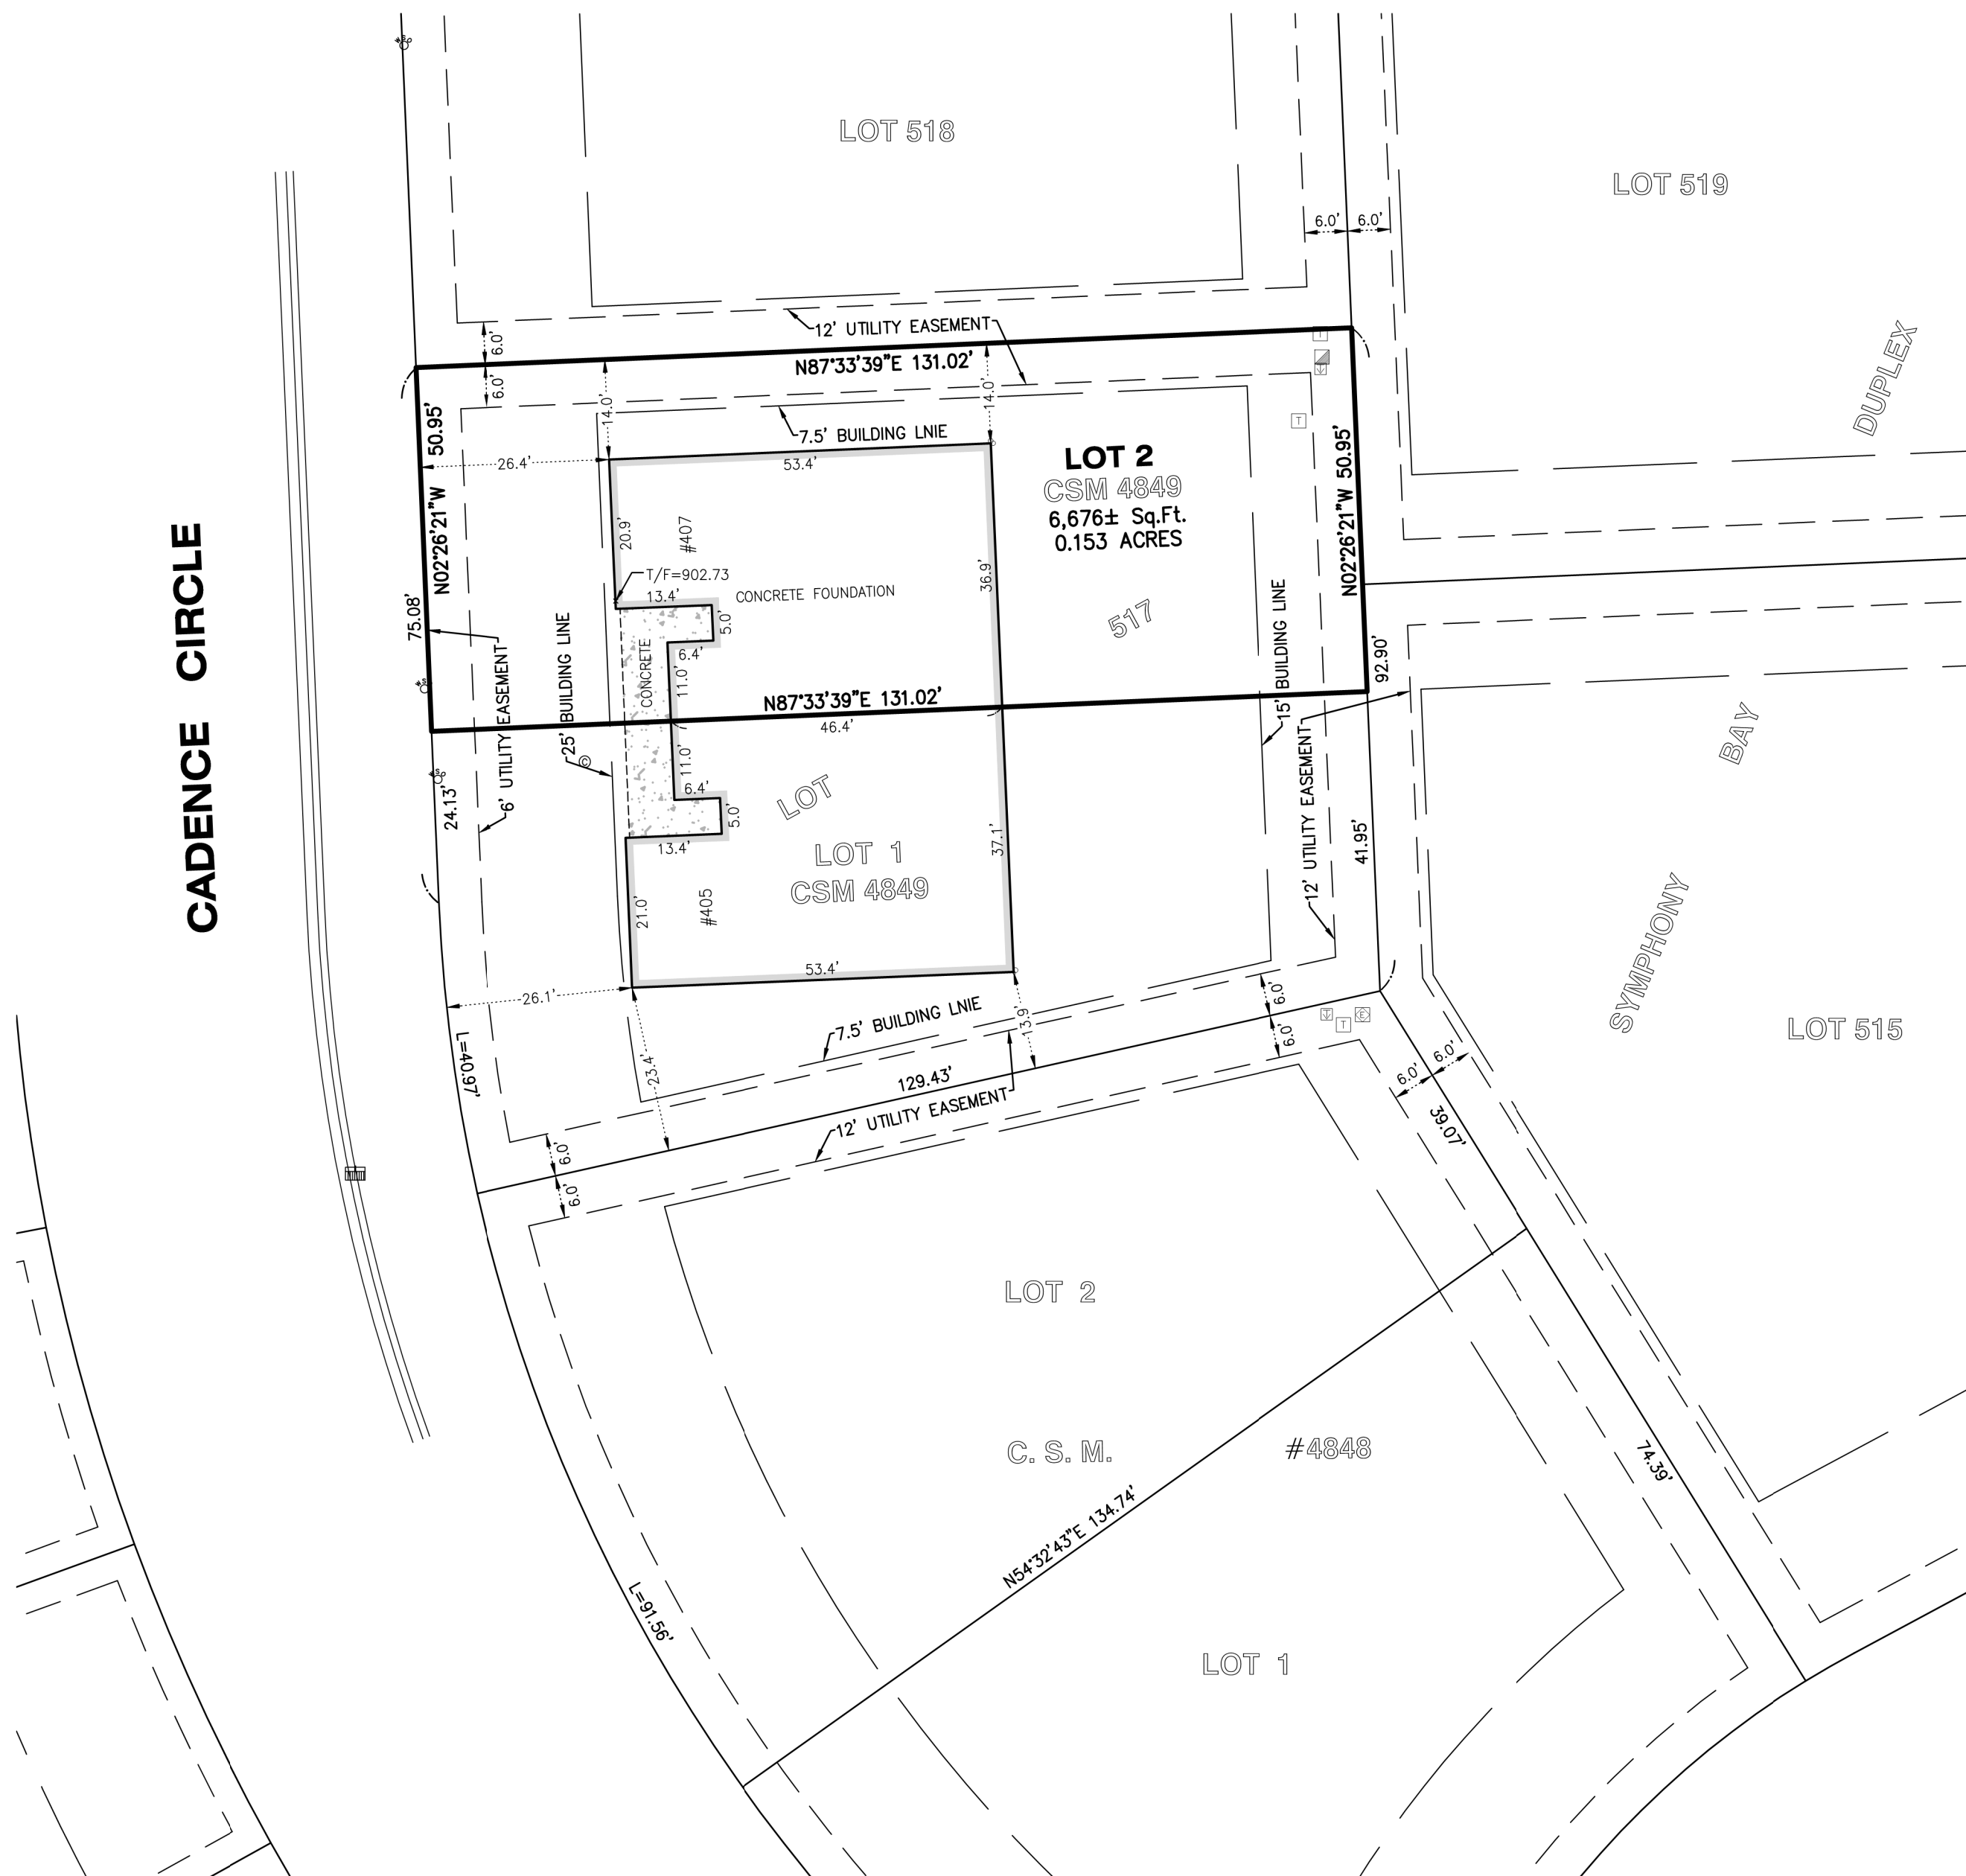 LOT 518
LOT 519
6.0' 6.0'
12' UTILITY EASEMENT
6.0'
N87°33'39"E 131.02'
6.0'
14.0'
14.0'
7.5' BUILDING LNIE
50.95'
26.4'
53.4'
T
T
DUPLEX
LOT 2
CSM 4849
6,676± Sq.Ft.
0.153 ACRES
N02°26'21"W
N02°26'21"W 50.95'
20.9'
#407
36.9'
T/F=902.73
13.4'
CONCRETE FOUNDATION
5.0'
CADENCE CIRCLE
75.08'
6' UTILITY EASEMENT
25' BUILDING LINE
CONCRETE
6.4'
11.0'
517
15' BUILDING LINE
92.90'
N87°33'39"E 131.02'
46.4'
C
11.0'
6.4'
5.0'
24.13'
13.4'
LOT
37.1'
12' UTILITY EASEMENT
41.95'
BAY
LOT 1
CSM 4849
21.0'
#405
53.4'
26.1'
SYMPHONY
LOT 515
7.5' BUILDING LNIE
13.9'
6.0'
6.0'
T
E
L=40.97'
23.4'
129.43'
12' UTILITY EASEMENT
6.0'
6.0'
39.07'
6.0'
6.0'
LOT 2
C. S. M.
#4848
74.39'
N54°32'43"E 134.74'
L=91.56'
LOT 1